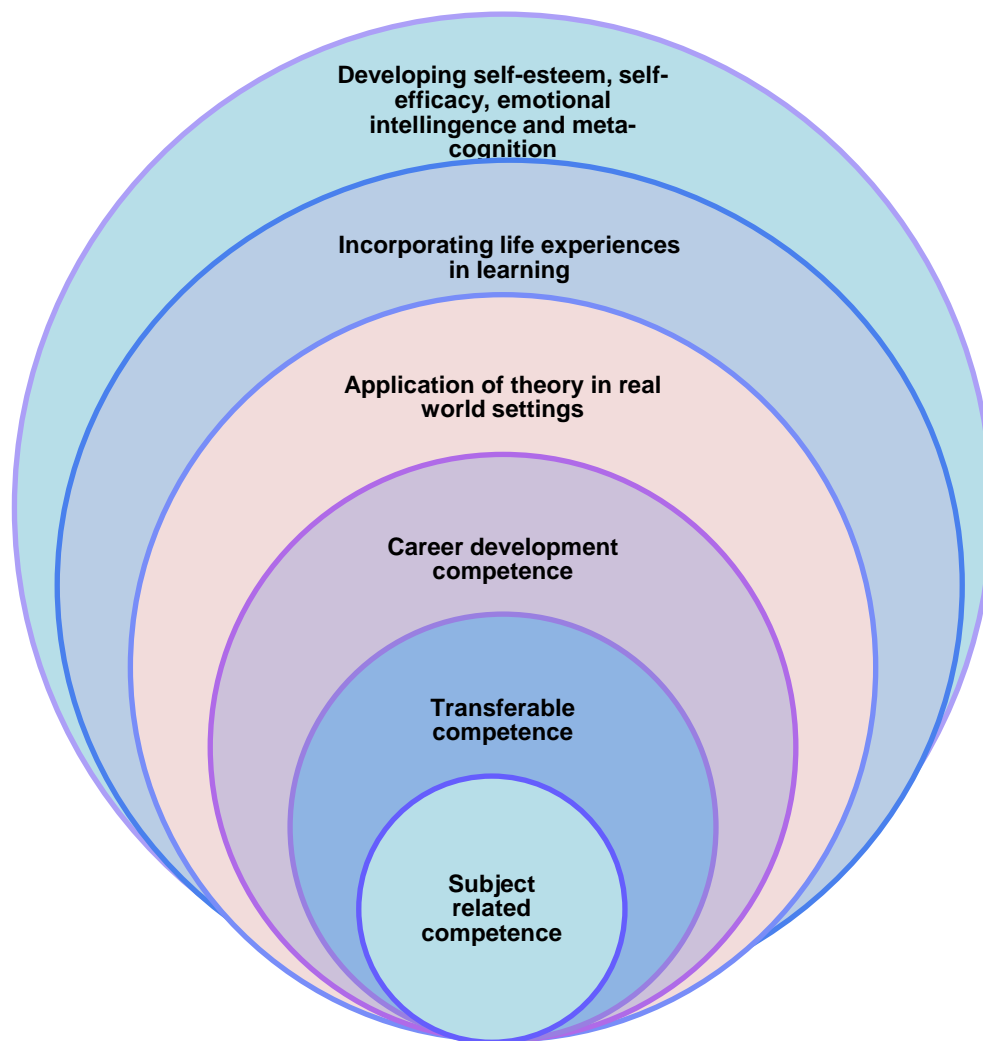 Developing self-esteem, self-
efficacy, emotional
intellingence and meta-
cognition
Incorporating life experiences
in learning
Application of theory in real
world settings
Career development
competence
Transferable
competence
Subject
related
competence